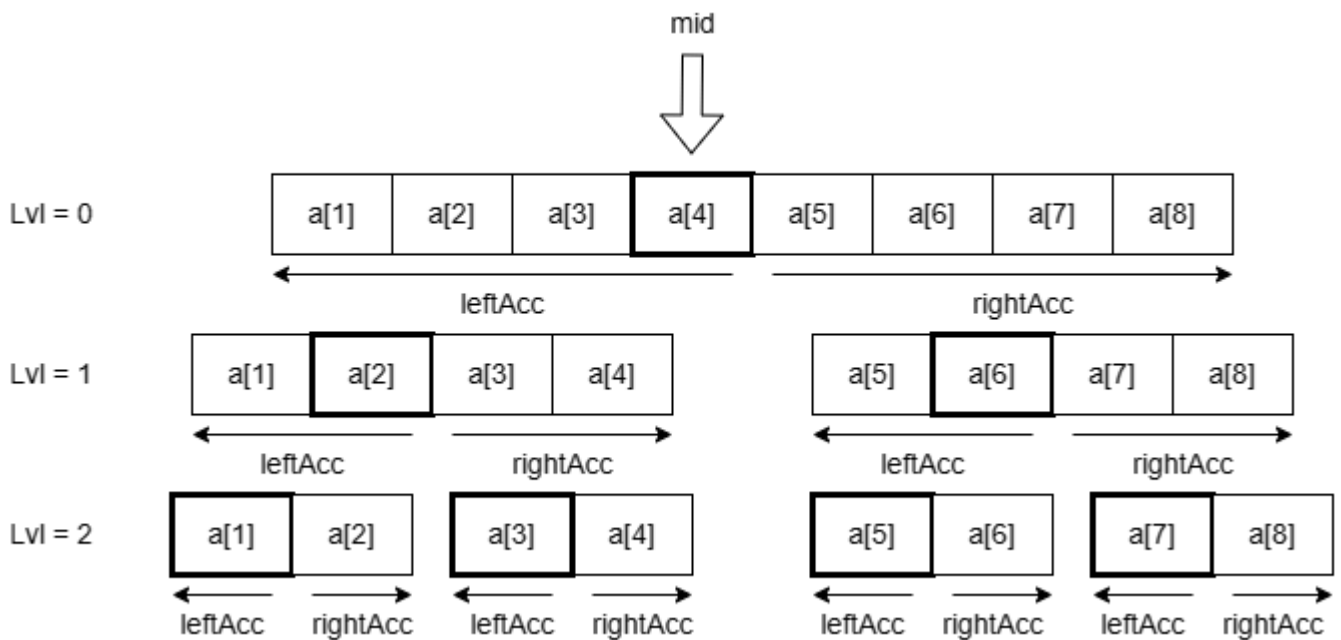 mid
Lvl = 0 a[1] a[2] a[3] a[4] a[5] a[6] a[7] a[8]
leftAcc rightAcc
Lvl = 1 a[1] a[2] a[3] a[4] a[5] a[6] a[7] a[8]
leftAcc rightAcc leftAcc rightAcc
Lvl = 2 a[1] a[2] a[3] a[4] a[5] a[6] a[7] a[8]
leftAcc rightAcc leftAcc rightAcc leftAcc rightAcc leftAcc rightAcc